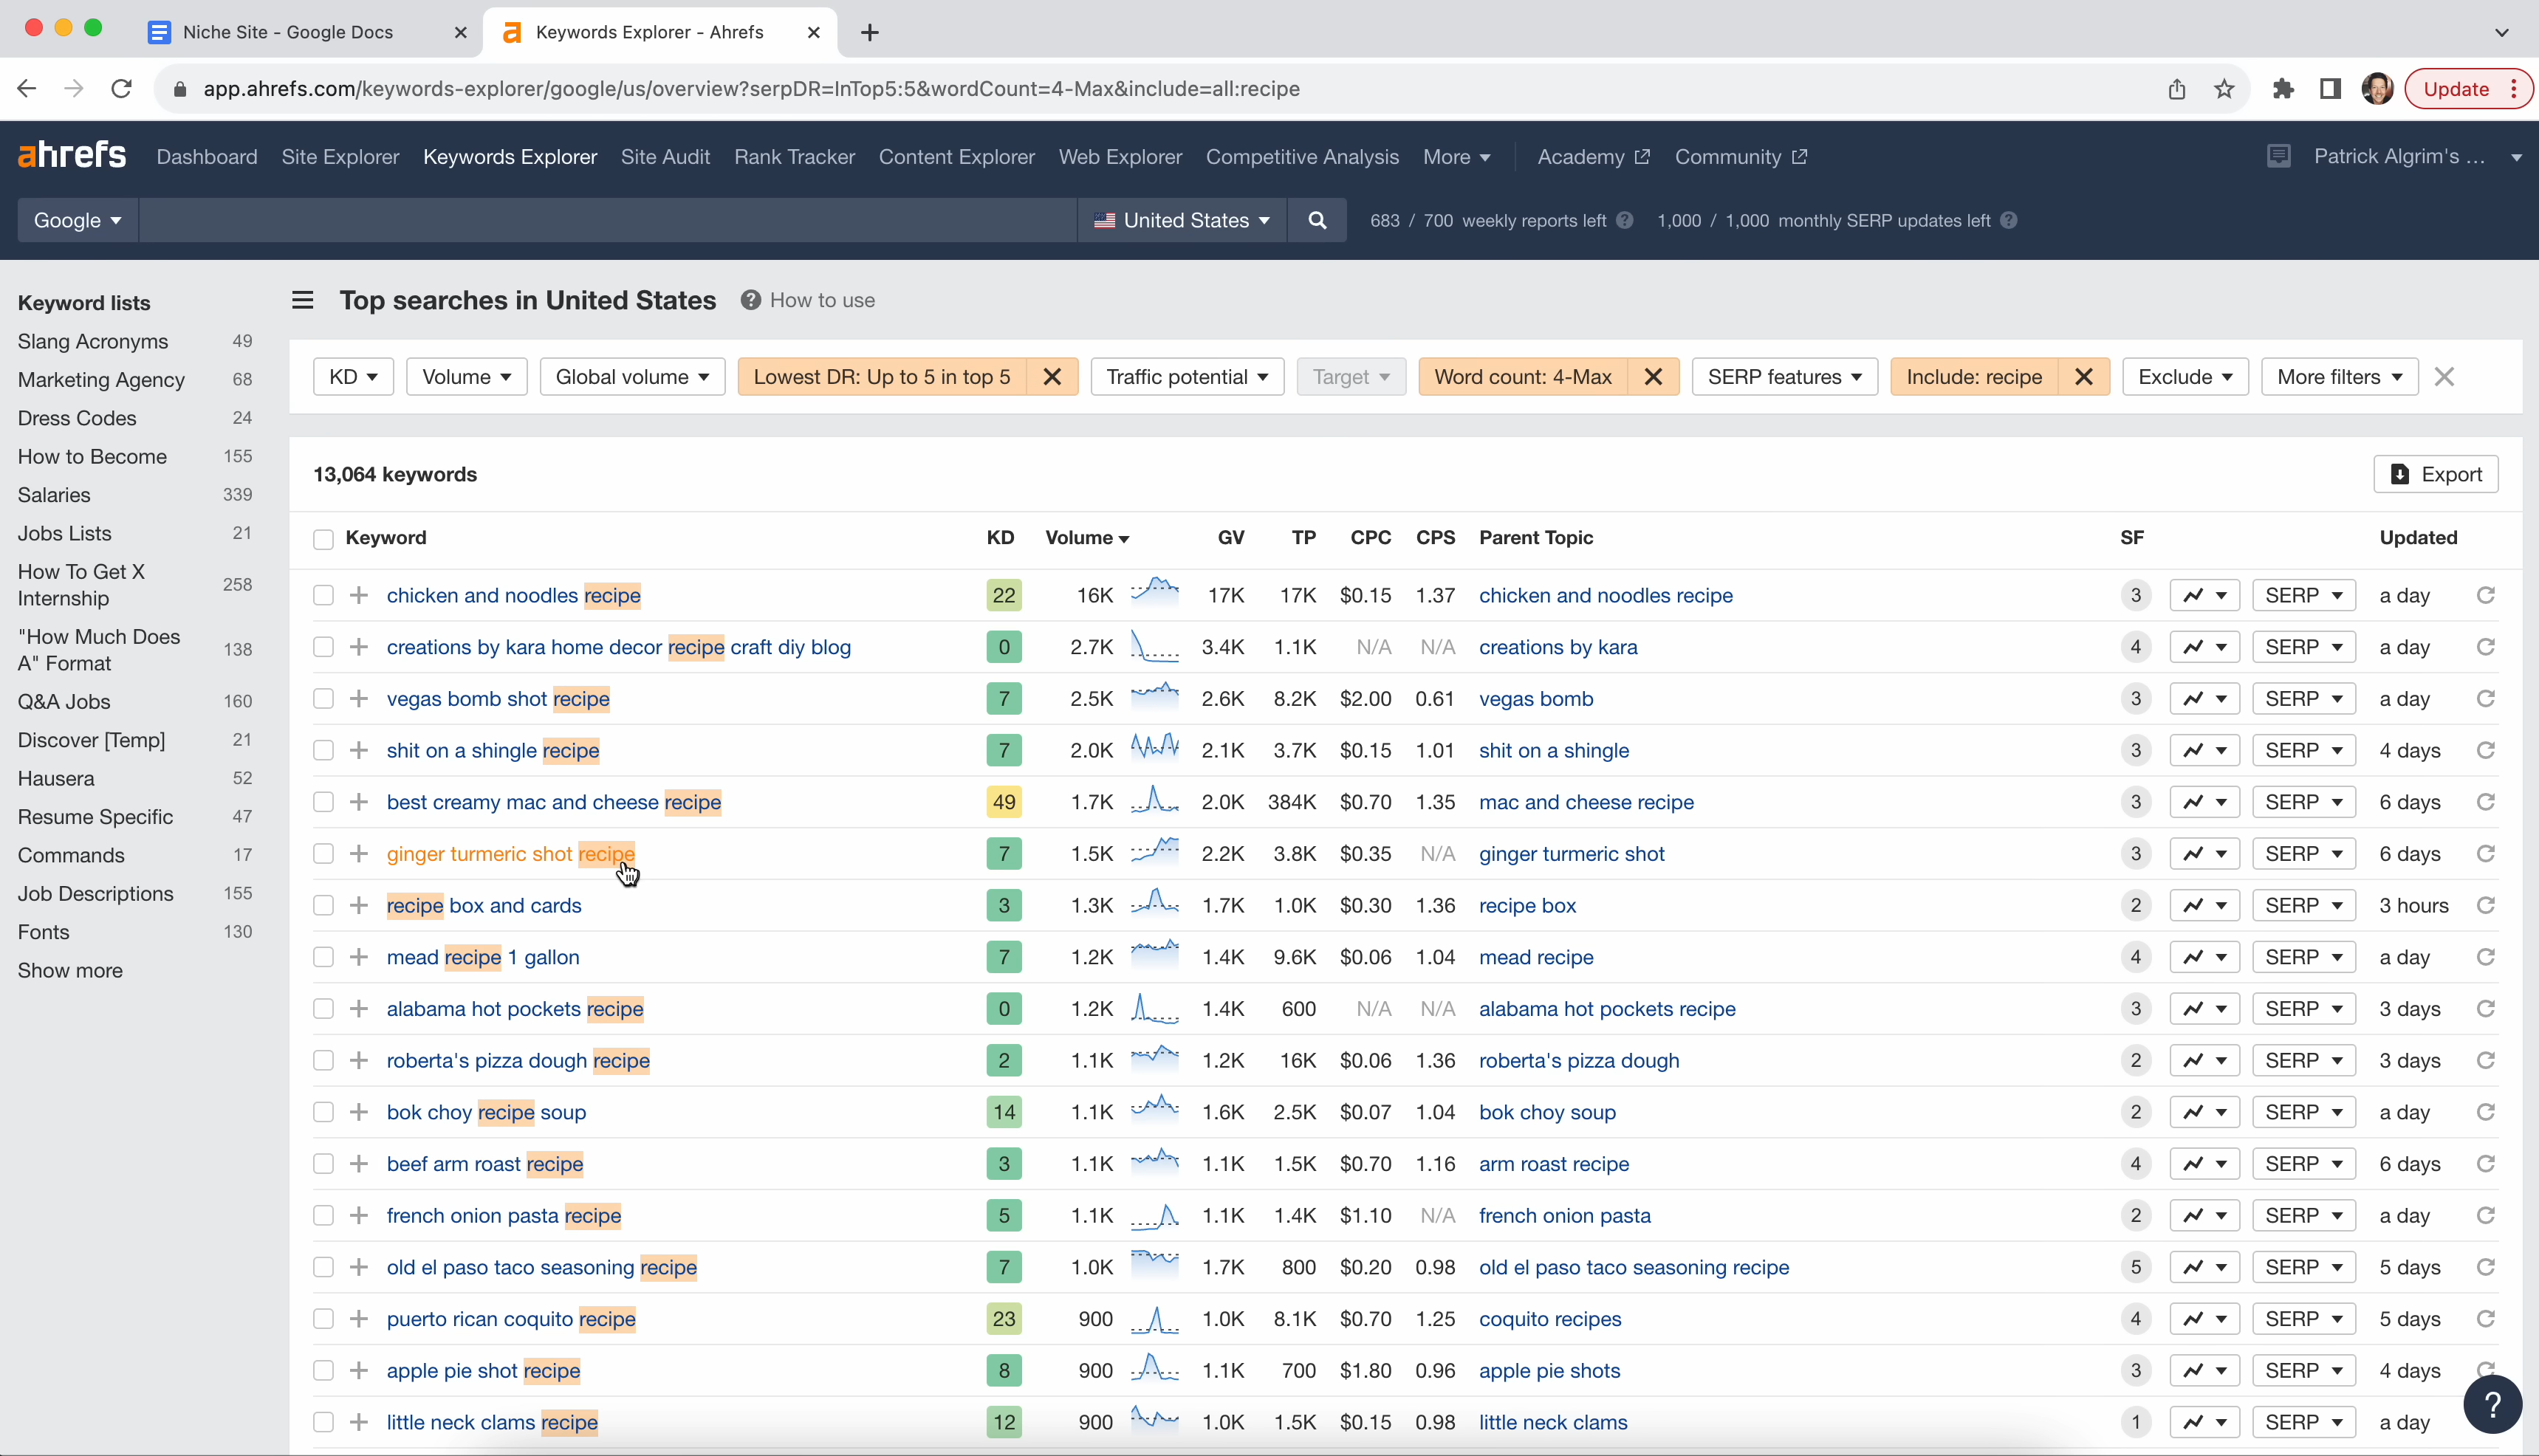 Niche Site - Google Docs
Keywords Explorer - Ahrefs
app.ahrefs.com/keywords-explorer/google/us/overview?serpDR=InTop5:5&wordCount=4-Max&include=all:recipe
Update
ahrefs Dashboard Site Explorer Keywords Explorer Site Audit Rank Tracker Content Explorer Web Explorer Competitive Analysis More Academy Community Patrick Algrim's ...
Google United States 683 / 700 weekly reports left ? 1,000 / 1,000 monthly SERP updates left ?
Keyword lists
Slang Acronyms 49
Marketing Agency 68
Dress Codes 24
How to Become 155
Salaries 339
Jobs Lists 21
How To Get X
Internship 258
"How Much Does
A" Format 138
Q&A Jobs 160
Discover [Temp] 21
Hausera 52
Resume Specific 47
Commands 17
Job Descriptions 155
Fonts 130
Show more
Top searches in United States ? How to use
KD Volume Global volume Lowest DR: Up to 5 in top 5 Traffic potential Target Word count: 4-Max SERP features Include: recipe Exclude More filters
13,064 keywords Export
Keyword KD Volume GV TP CPC CPS Parent Topic SF Updated
chicken and noodles recipe 22 16K 17K 17K $0.15 1.37 chicken and noodles recipe 3 SERP a day
creations by kara home decor recipe craft diy blog 0 2.7K 3.4K 1.1K N/A N/A creations by kara 4 SERP a day
vegas bomb shot recipe 7 2.5K 2.6K 8.2K $2.00 0.61 vegas bomb 3 SERP a day
shit on a shingle recipe 7 2.0K 2.1K 3.7K $0.15 1.01 shit on a shingle 3 SERP 4 days
best creamy mac and cheese recipe 49 1.7K 2.0K 384K $0.70 1.35 mac and cheese recipe 3 SERP 6 days
ginger turmeric shot recipe 7 1.5K 2.2K 3.8K $0.35 N/A ginger turmeric shot 3 SERP 6 days
recipe box and cards 3 1.3K 1.7K 1.0K $0.30 1.36 recipe box 2 SERP 3 hours
mead recipe 1 gallon 7 1.2K 1.4K 9.6K $0.06 1.04 mead recipe 4 SERP a day
alabama hot pockets recipe 0 1.2K 1.4K 600 N/A N/A alabama hot pockets recipe 3 SERP 3 days
roberta's pizza dough recipe 2 1.1K 1.2K 16K $0.06 1.36 roberta's pizza dough 2 SERP 3 days
bok choy recipe soup 14 1.1K 1.6K 2.5K $0.07 1.04 bok choy soup 2 SERP a day
beef arm roast recipe 3 1.1K 1.1K 1.5K $0.70 1.16 arm roast recipe 4 SERP 6 days
french onion pasta recipe 5 1.1K 1.1K 1.4K $1.10 N/A french onion pasta 2 SERP a day
old el paso taco seasoning recipe 7 1.0K 1.7K 800 $0.20 0.98 old el paso taco seasoning recipe 5 SERP 5 days
puerto rican coquito recipe 23 900 1.0K 8.1K $0.70 1.25 coquito recipes 4 SERP 5 days
apple pie shot recipe 8 900 1.1K 700 $1.80 0.96 apple pie shots 3 SERP 4 days
little neck clams recipe 12 900 1.0K 1.5K $0.15 0.98 little neck clams 1 SERP a day
?